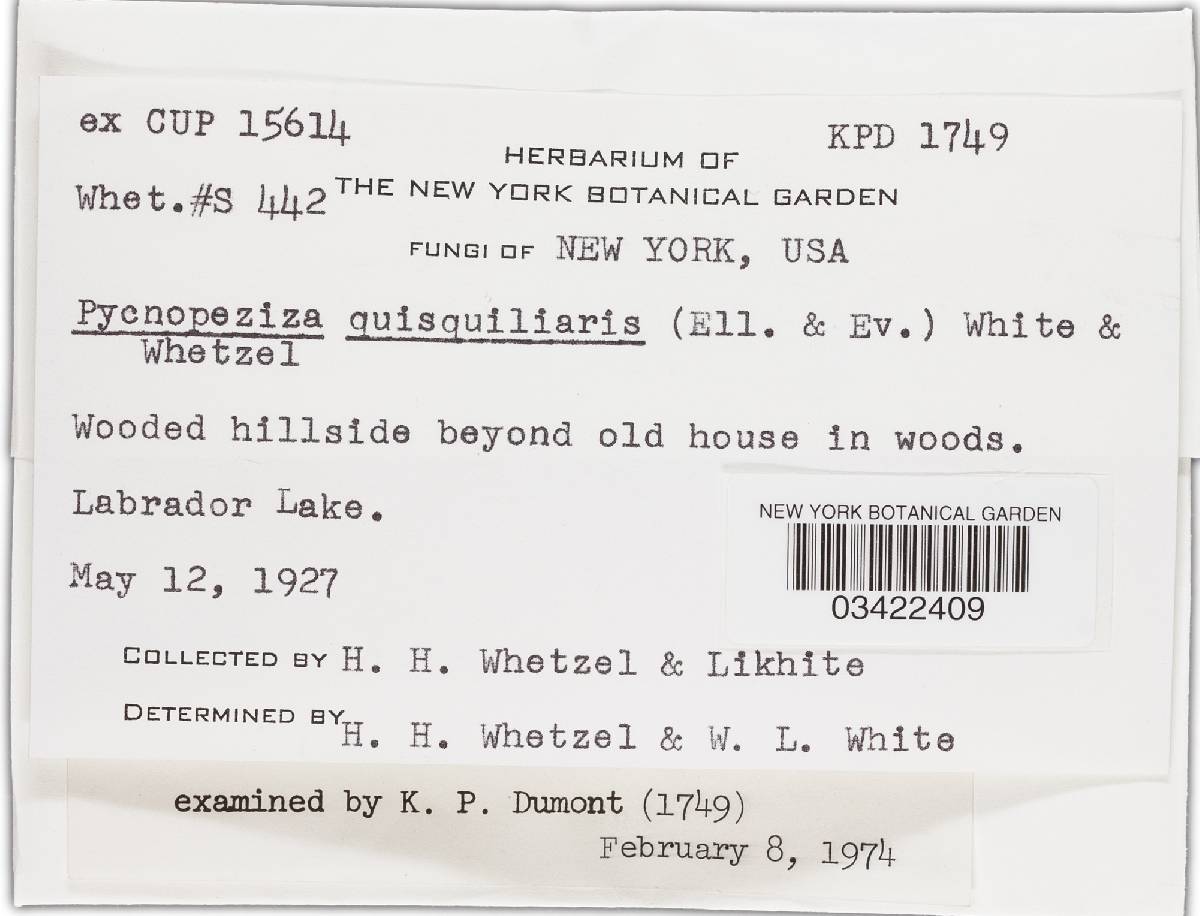 ex CUP 15614
KPD 1749
HERBARIUM OF
Whet.#S 442
THE NEW YORK BOTANICAL GARDEN
FUNGI OF NEW YORK, USA
Pycnopeziza quisquiliaris (Ell. & Ev.) White &
Whetzel
Wooded hillside beyond old house in woods.
Labrador Lake.
NEW YORK BOTANICAL GARDEN
03422409
May 12, 1927
COLLECTED BY H. H. Whetzel & Likhite
DETERMINED BY H. H. Whetzel & W. L. White
examined by K. P. Dumont (1749)
February 8, 1974